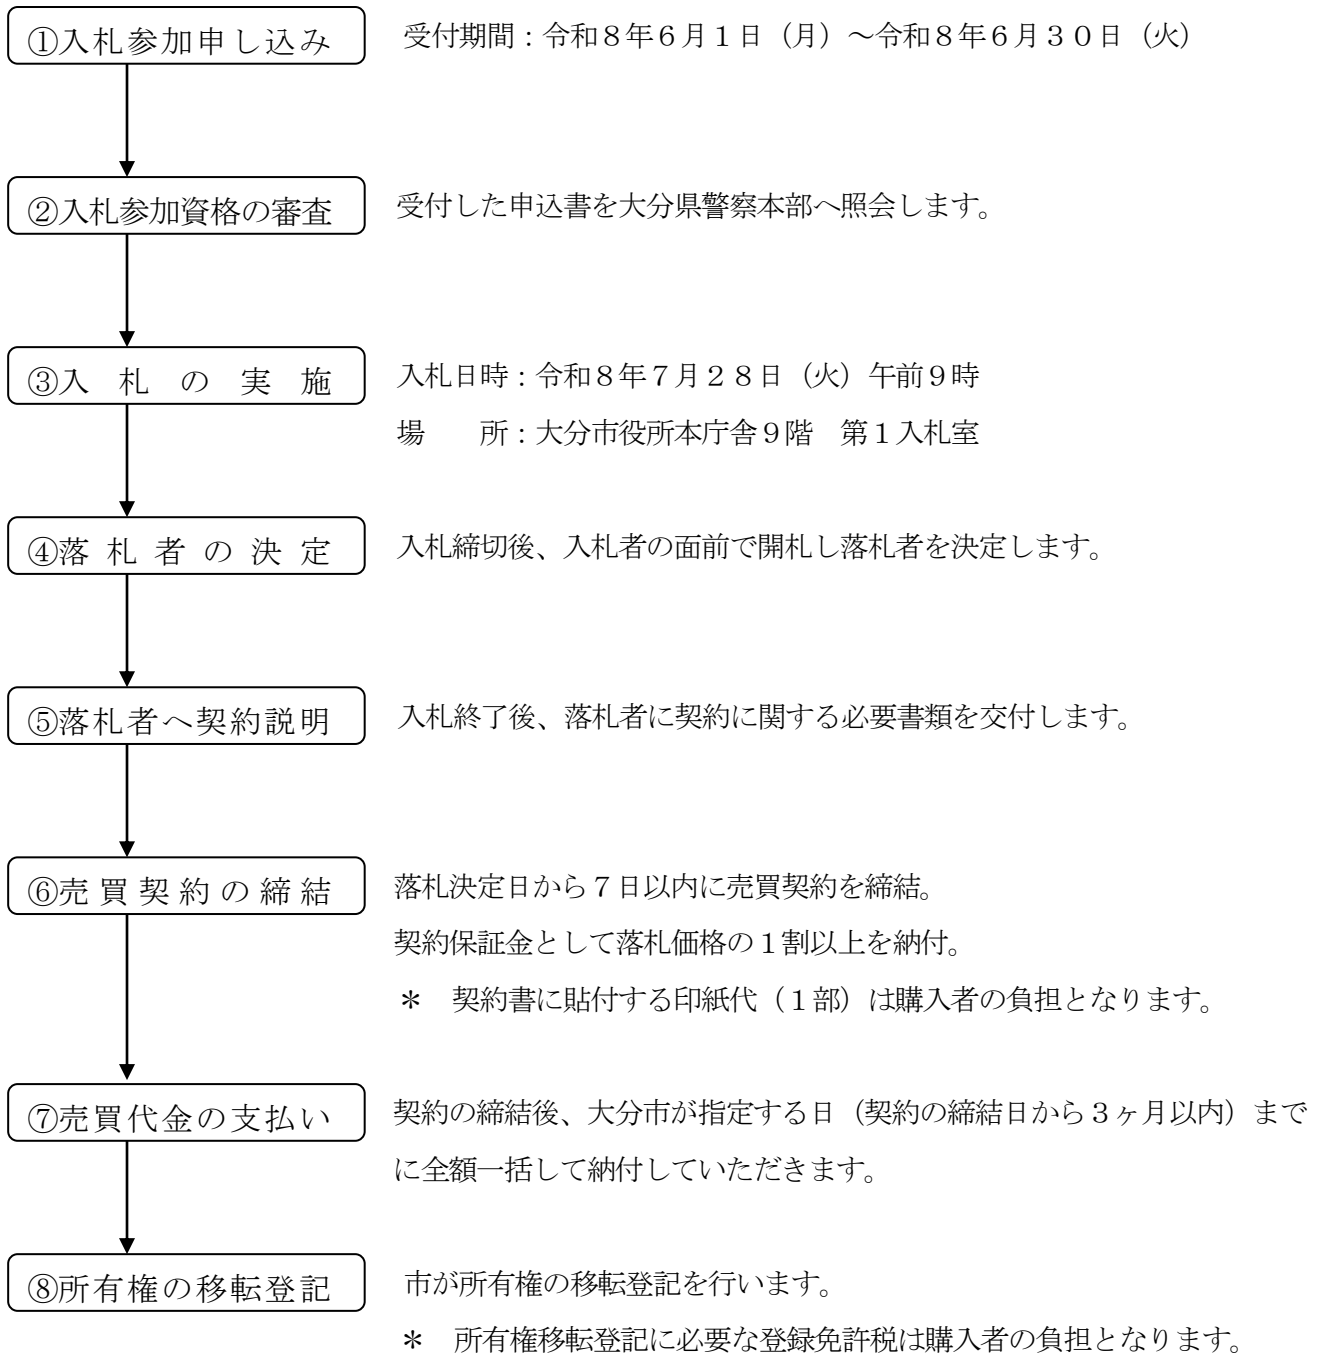 ①入札参加申し込み
受付期間：令和８年６月１日（月）～令和８年６月３０日（火）
②入札参加資格の審査
受付した申込書を大分県警察本部へ照会します。
③入　札　の　実　施
入札日時：令和８年７月２８日（火）午前９時
場　　所：大分市役所本庁舎９階　第１入札室
④落 札 者 の 決 定
入札締切後、入札者の面前で開札し落札者を決定します。
⑤落札者へ契約説明
入札終了後、落札者に契約に関する必要書類を交付します。
⑥売買契約の締結
落札決定日から７日以内に売買契約を締結。
契約保証金として落札価格の１割以上を納付。
＊　契約書に貼付する印紙代（１部）は購入者の負担となります。
⑦売買代金の支払い
契約の締結後、大分市が指定する日（契約の締結日から３ヶ月以内）まで
に全額一括して納付していただきます。
⑧所有権の移転登記
市が所有権の移転登記を行います。
＊　所有権移転登記に必要な登録免許税は購入者の負担となります。